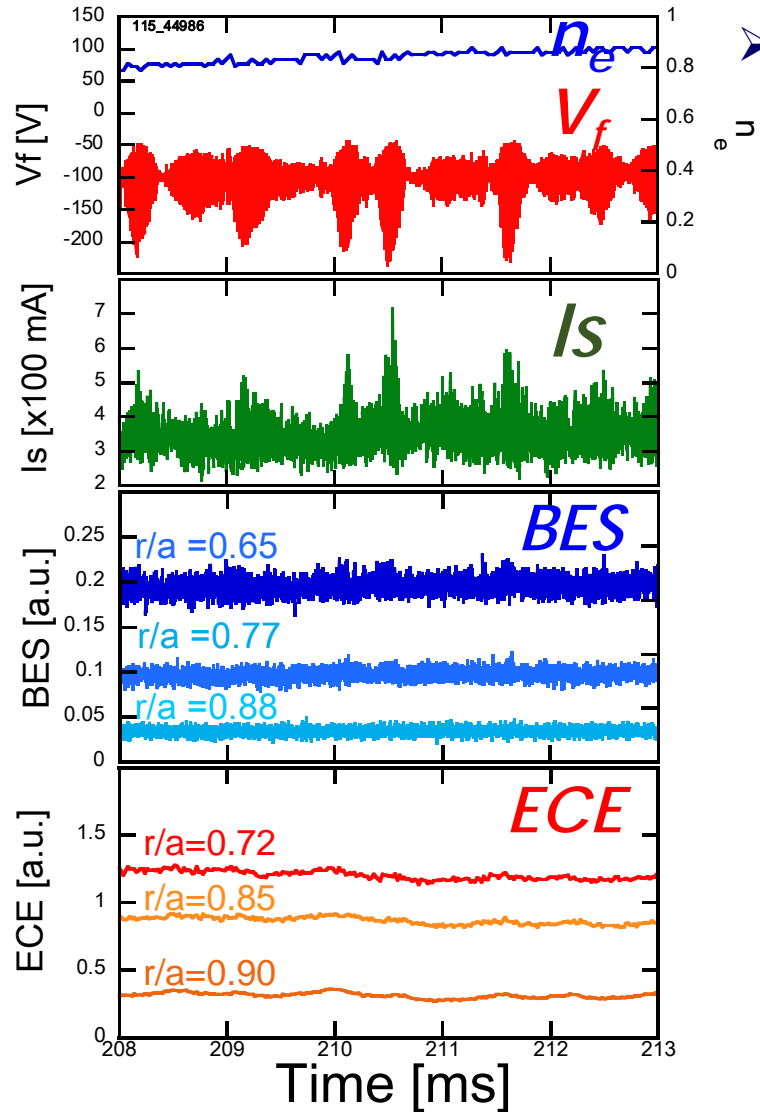 115_44986
150
100
50
0
-50
-100
-150
-200
Vf [V]
n_e
V_f
1
0.8
0.6
0.4
0.2
0
n_e
➢
7
6
5
4
3
2
Is [x100 mA]
Is
0.25
0.2
0.15
0.1
0.05
0
BES [a.u.]
BES
r/a =0.65
r/a =0.77
r/a =0.88
1.5
1
0.5
0
ECE [a.u.]
ECE
r/a=0.72
r/a=0.85
r/a=0.90
208 209 210 211 212 213
Time [ms]